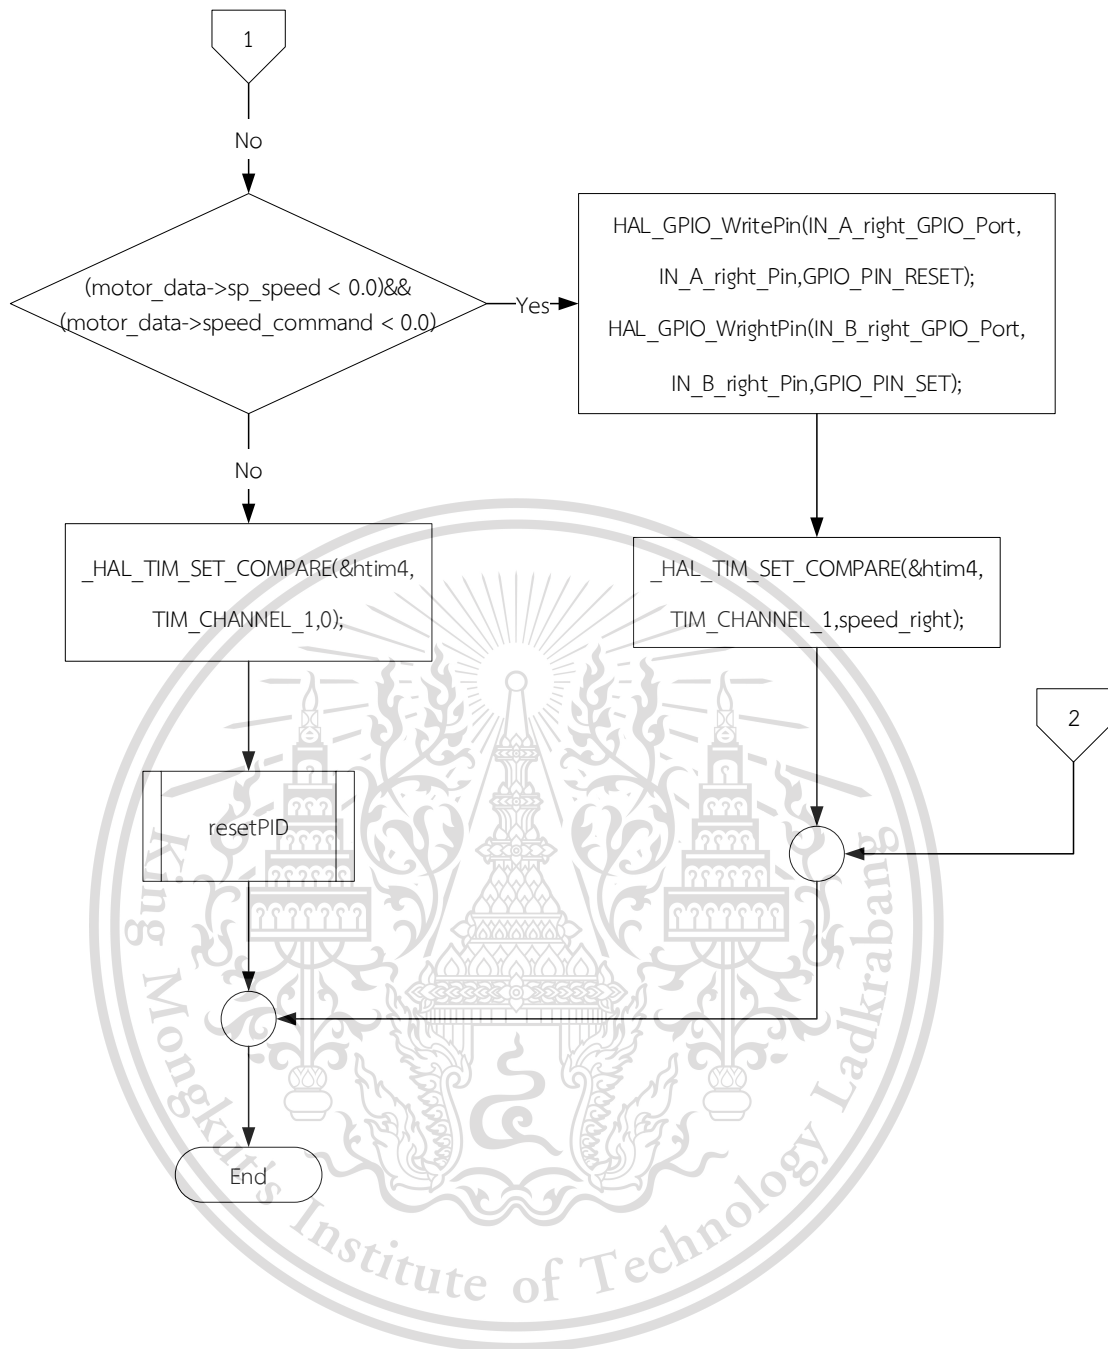 1
No
(motor_data->sp_speed < 0.0)&&
(motor_data->speed_command < 0.0)
Yes
HAL_GPIO_WritePin(IN_A_right_GPIO_Port,
IN_A_right_Pin,GPIO_PIN_RESET);
HAL_GPIO_WrightPin(IN_B_right_GPIO_Port,
IN_B_right_Pin,GPIO_PIN_SET);
No
_HAL_TIM_SET_COMPARE(&htim4,
TIM_CHANNEL_1,0);
_HAL_TIM_SET_COMPARE(&htim4,
TIM_CHANNEL_1,speed_right);
2
resetPID
End
King Mongkut's Institute of Technology Ladkrabang